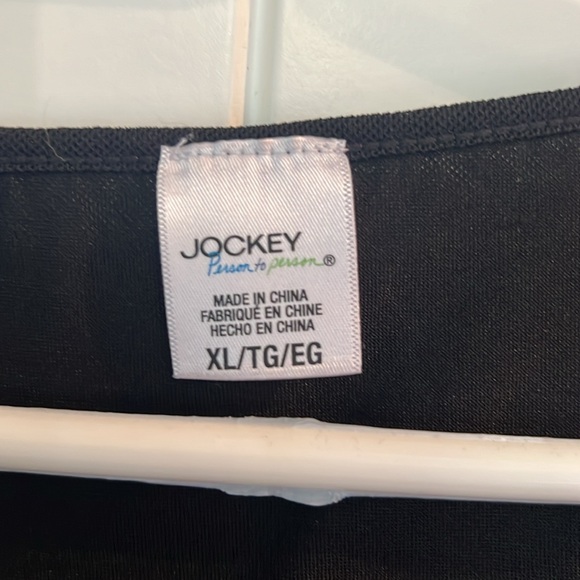 JOCKEY
Person to person®
MADE IN CHINA
FABRIQUÉ EN CHINE
HECHO EN CHINA
XL/TG/EG